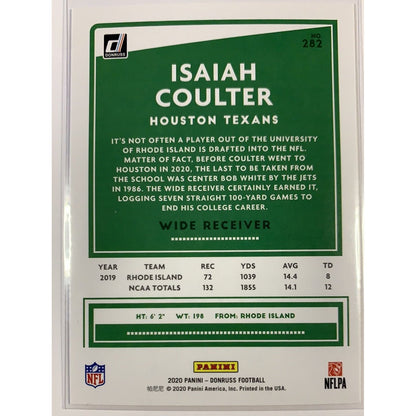 DONRUSS
NO.
282
ISAIAH
COULTER
HOUSTON TEXANS
IT'S NOT OFTEN A PLAYER OUT OF THE UNIVERSITY
OF RHODE ISLAND IS DRAFTED INTO THE NFL.
MATTER OF FACT, BEFORE COULTER WENT TO
HOUSTON IN 2020, THE LAST TO BE TAKEN FROM
THE SCHOOL WAS CENTER BOB WHITE BY THE JETS
IN 1986. THE WIDE RECEIVER CERTAINLY EARNED IT,
LOGGING SEVEN STRAIGHT 100-YARD GAMES TO
END HIS COLLEGE CAREER.
WIDE RECEIVER
YEAR TEAM REC YDS AVG TD
2019 RHODE ISLAND 72 1039 14.4 8
NCAA TOTALS 132 1855 14.1 12
HT: 6' 2" WT: 198 FROM: RHODE ISLAND
NFL
PANINI
NFLPA
2020 PANINI – DONRUSS FOOTBALL
帕尼尼 © 2020 Panini America, Inc. Printed in the USA.